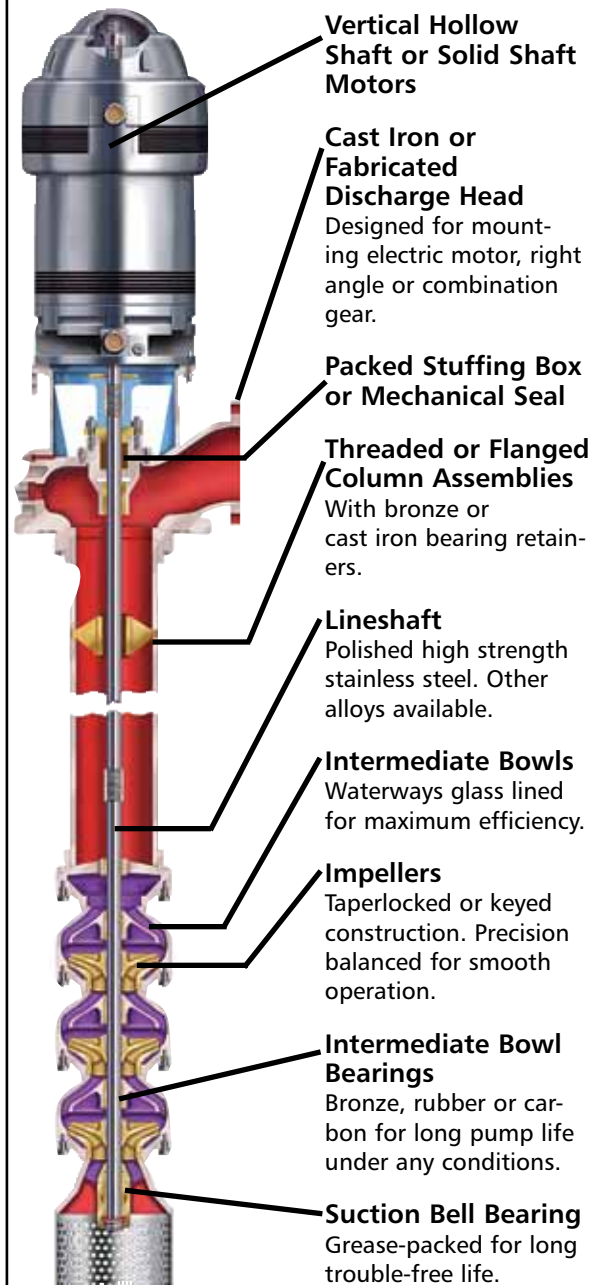 Vertical Hollow
Shaft or Solid Shaft
Motors
Cast Iron or
Fabricated
Discharge Head
Designed for mount-
ing electric motor, right
angle or combination
gear.
Packed Stuffing Box
or Mechanical Seal
Threaded or Flanged
Column Assemblies
With bronze or
cast iron bearing retain-
ers.
Lineshaft
Polished high strength
stainless steel. Other
alloys available.
Intermediate Bowls
Waterways glass lined
for maximum efficiency.
Impellers
Taperlocked or keyed
construction. Precision
balanced for smooth
operation.
Intermediate Bowl
Bearings
Bronze, rubber or car-
bon for long pump life
under any conditions.
Suction Bell Bearing
Grease-packed for long
trouble-free life.